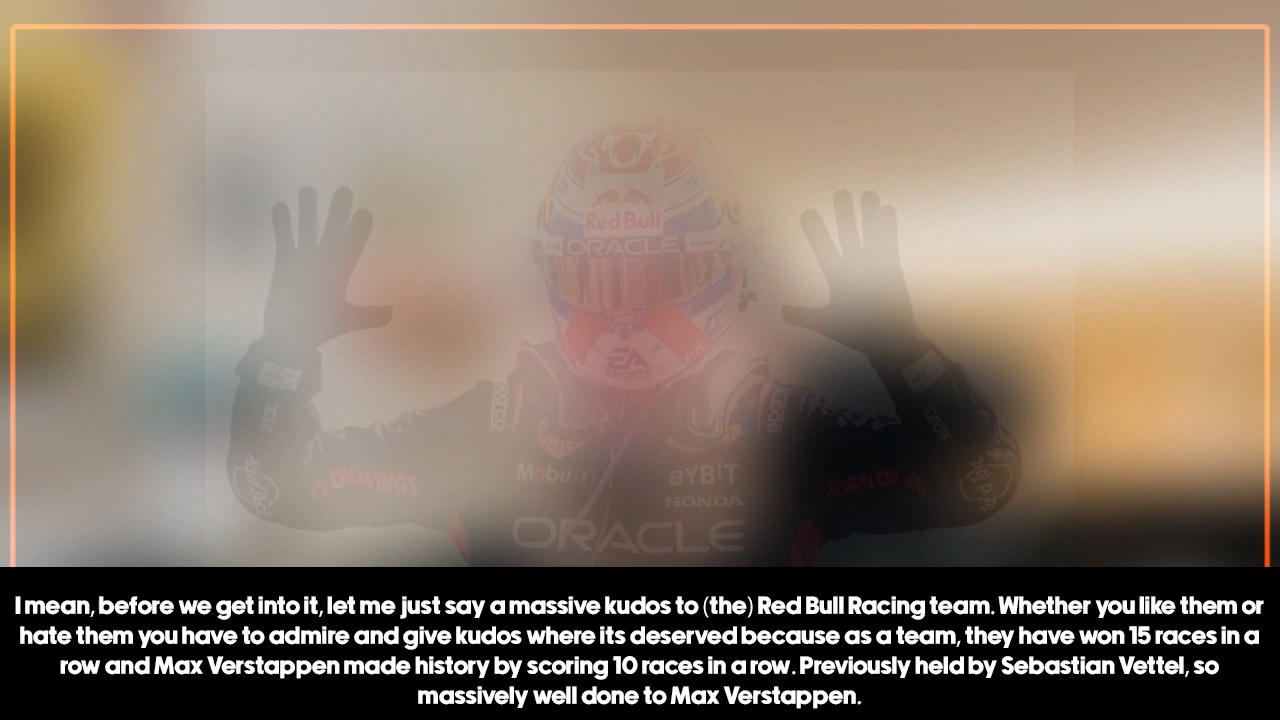 Red Bull
ORACLE
EA
SPORTS
Mobil
BYBIT
HONDA
ORACLE
I mean, before we get into it, let me just say a massive kudos to (the) Red Bull Racing team. Whether you like them or
hate them you have to admire and give kudos where its deserved because as a team, they have won 15 races in a
row and Max Verstappen made history by scoring 10 races in a row. Previously held by Sebastian Vettel, so
massively well done to Max Verstappen.